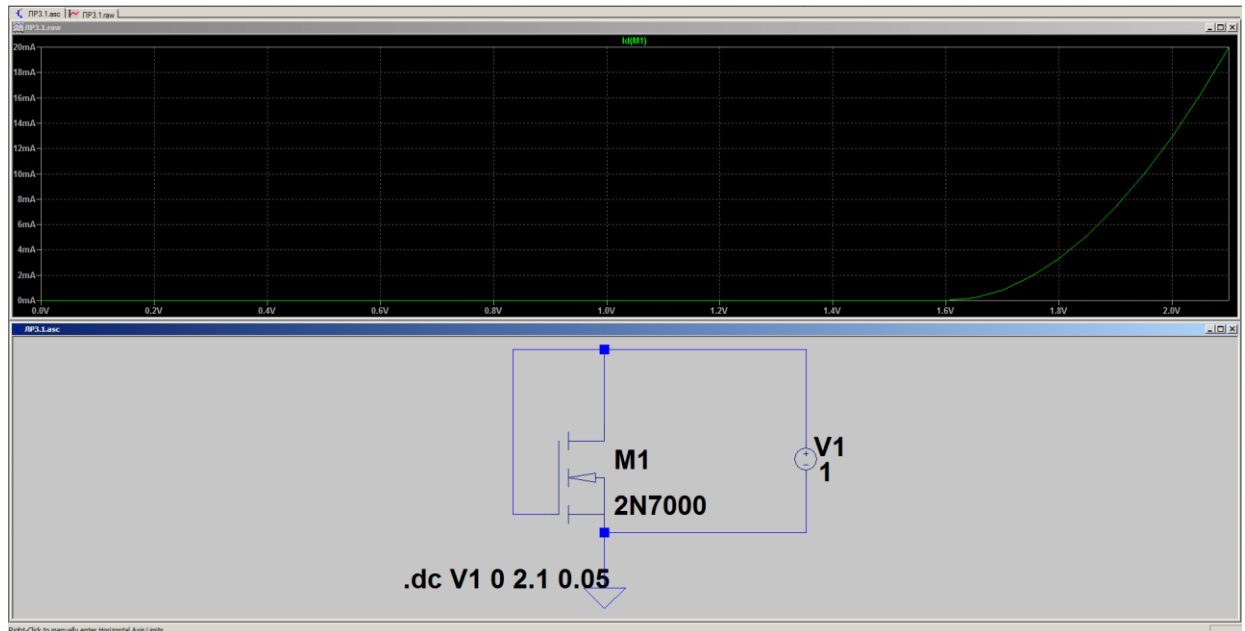 ПР3.1.asc ПР3.1.raw
ПР3.1.raw
Id(M1)
20mA
18mA
16mA
14mA
12mA
10mA
8mA
6mA
4mA
2mA
0mA
0.0V 0.2V 0.4V 0.6V 0.8V 1.0V 1.2V 1.4V 1.6V 1.8V 2.0V
ЛР3.1.asc
M1
2N7000
V1
1
.dc V1 0 2.1 0.05
Right-Click to manually enter Horizontal Axis Limits